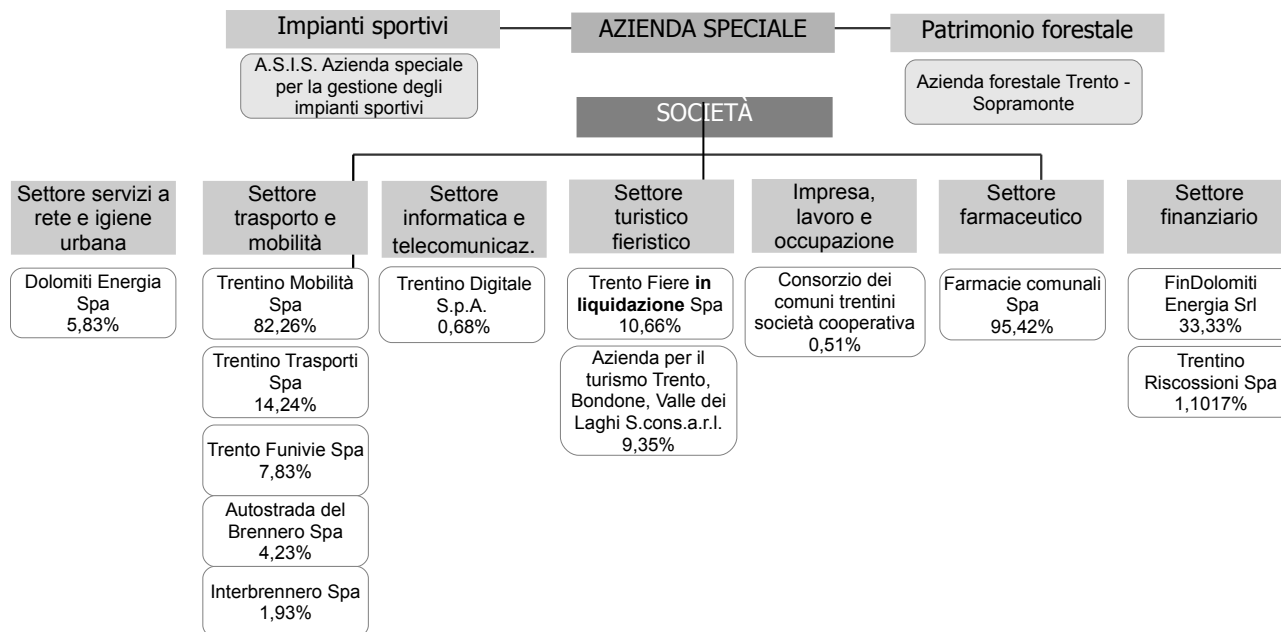 Impianti sportivi
AZIENDA SPECIALE
Patrimonio forestale
A.S.I.S. Azienda speciale
per la gestione degli
impianti sportivi
Azienda forestale Trento -
Sopramonte
SOCIETÀ
Settore servizi a
rete e igiene
urbana
Dolomiti Energia
Spa
5,83%
Settore
trasporto e
mobilità
Trentino Mobilità
Spa
82,26%
Trentino Trasporti
Spa
14,24%
Trento Funivie Spa
7,83%
Autostrada del
Brennero Spa
4,23%
Interbrennero Spa
1,93%
Settore
informatica e
telecomunicaz.
Trentino Digitale
S.p.A.
0,68%
Settore
turistico
fieristico
Trento Fiere in
liquidazione Spa
10,66%
Azienda per il
turismo Trento,
Bondone, Valle dei
Laghi S.cons.a.r.l.
9,35%
Impresa,
lavoro e
occupazione
Consorzio dei
comuni trentini
società cooperativa
0,51%
Settore
farmaceutico
Farmacie comunali
Spa
95,42%
Settore
finanziario
FinDolomiti
Energia Srl
33,33%
Trentino
Riscossioni Spa
1,1017%